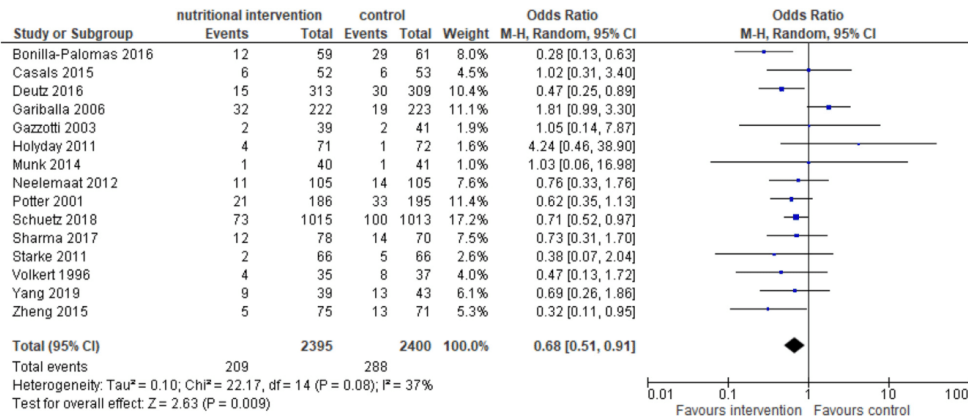 nutritional intervention control Odds Ratio Odds Ratio
Study or Subgroup Events Total Events Total Weight M-H, Random, 95% CI M-H, Random, 95% CI
Bonilla-Palomas 2016 12 59 29 61 8.0% 0.28 [0.13, 0.63]
Casals 2015 6 52 6 53 4.9% 1.02 [0.31, 3.40]
Deutz 2016 15 313 30 309 10.4% 0.47 [0.25, 0.89]
Gariballa 2006 32 222 19 223 11.1% 1.81 [0.99, 3.30]
Gazzotti 2003 2 39 2 41 1.9% 1.05 [0.14, 7.87]
Holyday 2011 4 71 1 72 1.6% 4.24 [0.46, 38.90]
Munk 2014 1 40 1 41 1.0% 1.03 [0.06, 16.98]
Neelemaat 2012 11 105 14 105 7.6% 0.76 [0.33, 1.76]
Potter 2001 21 186 33 195 11.4% 0.62 [0.35, 1.13]
Schuetz 2018 73 1015 100 1013 17.2% 0.71 [0.52, 0.97]
Sharma 2017 12 78 14 70 7.5% 0.73 [0.31, 1.70]
Starke 2011 2 66 5 66 2.6% 0.38 [0.07, 2.04]
Volkert 1996 4 35 8 37 4.0% 0.47 [0.13, 1.72]
Yang 2019 9 39 13 43 6.1% 0.69 [0.26, 1.86]
Zheng 2015 5 75 13 71 5.3% 0.32 [0.11, 0.95]
Total (95% CI) 2395 2400 100.0% 0.68 [0.51, 0.91]
Total events 209 288
Heterogeneity: Tau² = 0.10; Chi² = 22.17, df = 14 (P = 0.08); I² = 37%
Test for overall effect: Z = 2.63 (P = 0.009)
0.01 0.1 1 10 100
Favours intervention Favours control